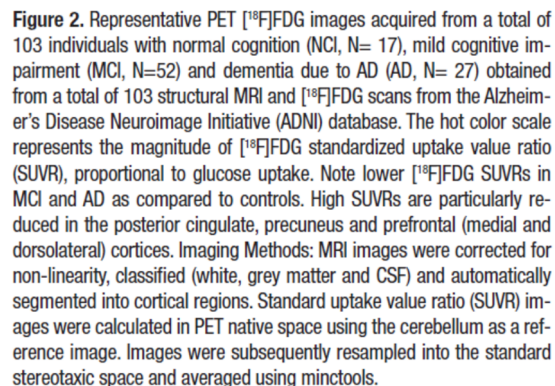 Figure 2. Representative PET [¹⁸F]FDG images acquired from a total of
103 individuals with normal cognition (NCI, N= 17), mild cognitive im-
pairment (MCI, N=52) and dementia due to AD (AD, N= 27) obtained
from a total of 103 structural MRI and [¹⁸F]FDG scans from the Alzheim-
er's Disease Neuroimage Initiative (ADNI) database. The hot color scale
represents the magnitude of [¹⁸F]FDG standardized uptake value ratio
(SUVR), proportional to glucose uptake. Note lower [¹⁸F]FDG SUVRs in
MCI and AD as compared to controls. High SUVRs are particularly re-
duced in the posterior cingulate, precuneus and prefrontal (medial and
dorsolateral) cortices. Imaging Methods: MRI images were corrected for
non-linearity, classified (white, grey matter and CSF) and automatically
segmented into cortical regions. Standard uptake value ratio (SUVR) im-
ages were calculated in PET native space using the cerebellum as a ref-
erence image. Images were subsequently resampled into the standard
stereotaxic space and averaged using minctools.